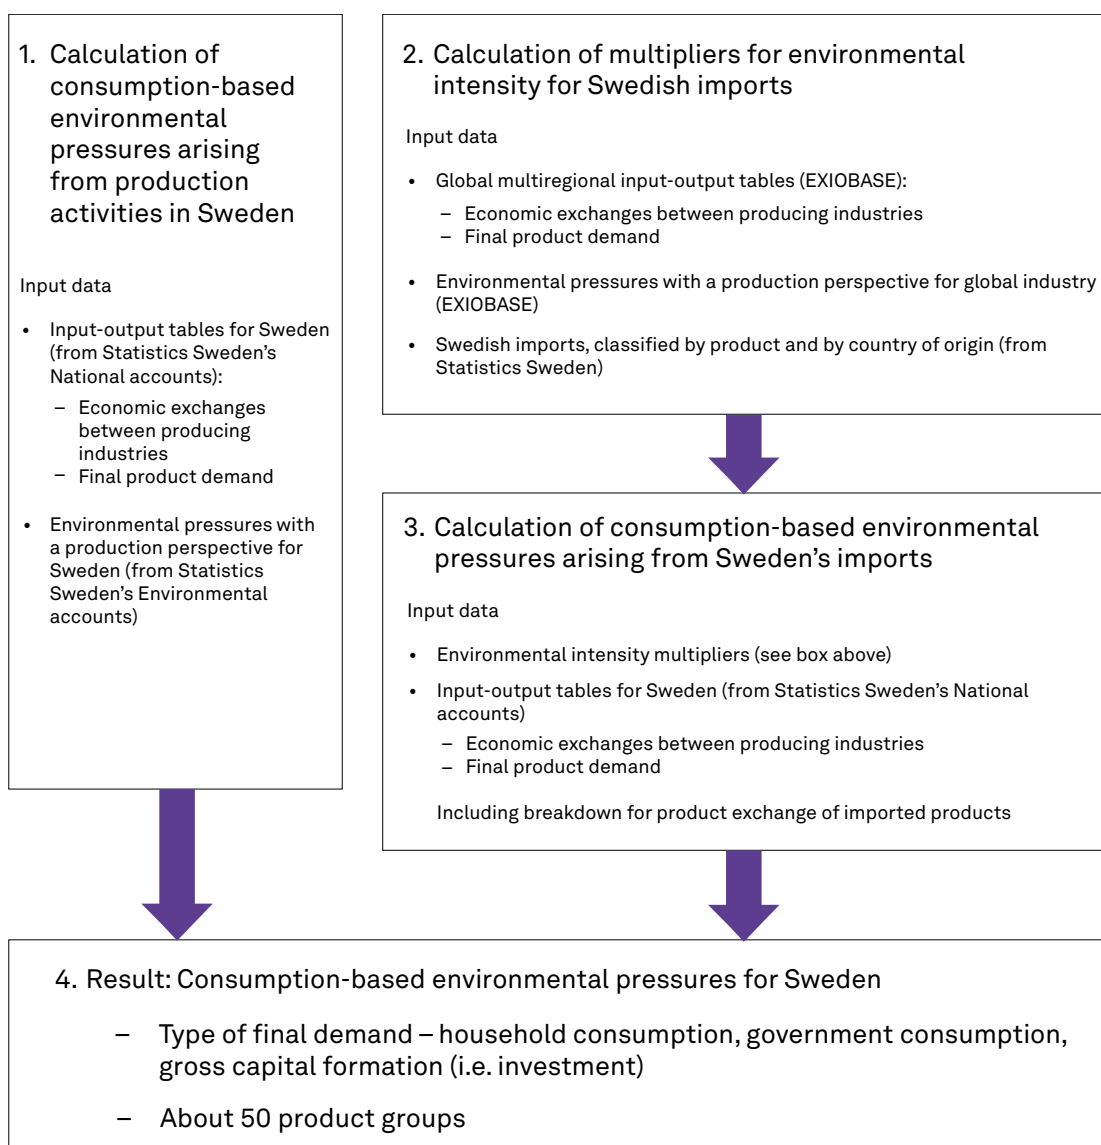 1. Calculation of
consumption-based
environmental
pressures arising
from production
activities in Sweden
Input data
• Input-output tables for Sweden
(from Statistics Sweden’s
National accounts):
– Economic exchanges
between producing
industries
– Final product demand
• Environmental pressures with
a production perspective for
Sweden (from Statistics
Sweden’s Environmental
accounts)
2. Calculation of multipliers for environmental
intensity for Swedish imports
Input data
• Global multiregional input-output tables (EXIOBASE):
– Economic exchanges between producing industries
– Final product demand
• Environmental pressures with a production perspective for global industry
(EXIOBASE)
• Swedish imports, classified by product and by country of origin (from
Statistics Sweden)
3. Calculation of consumption-based environmental
pressures arising from Sweden’s imports
Input data
• Environmental intensity multipliers (see box above)
• Input-output tables for Sweden (from Statistics Sweden’s National
accounts)
– Economic exchanges between producing industries
– Final product demand
Including breakdown for product exchange of imported products
4. Result: Consumption-based environmental pressures for Sweden
– Type of final demand – household consumption, government consumption,
gross capital formation (i.e. investment)
– About 50 product groups